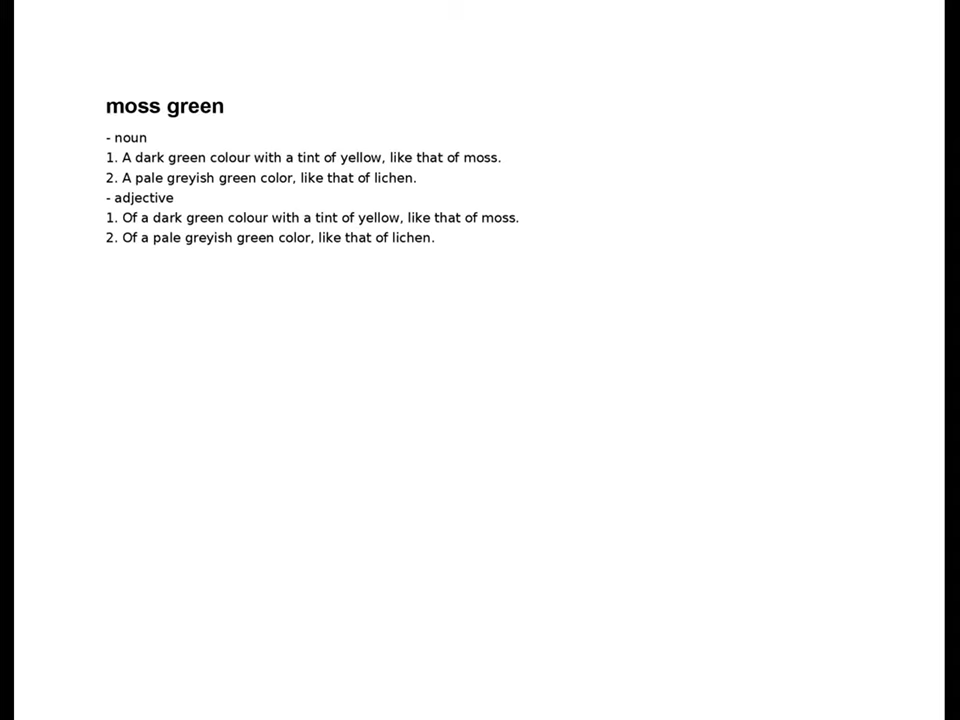 moss green
- noun
1. A dark green colour with a tint of yellow, like that of moss.
2. A pale greyish green color, like that of lichen.
- adjective
1. Of a dark green colour with a tint of yellow, like that of moss.
2. Of a pale greyish green color, like that of lichen.